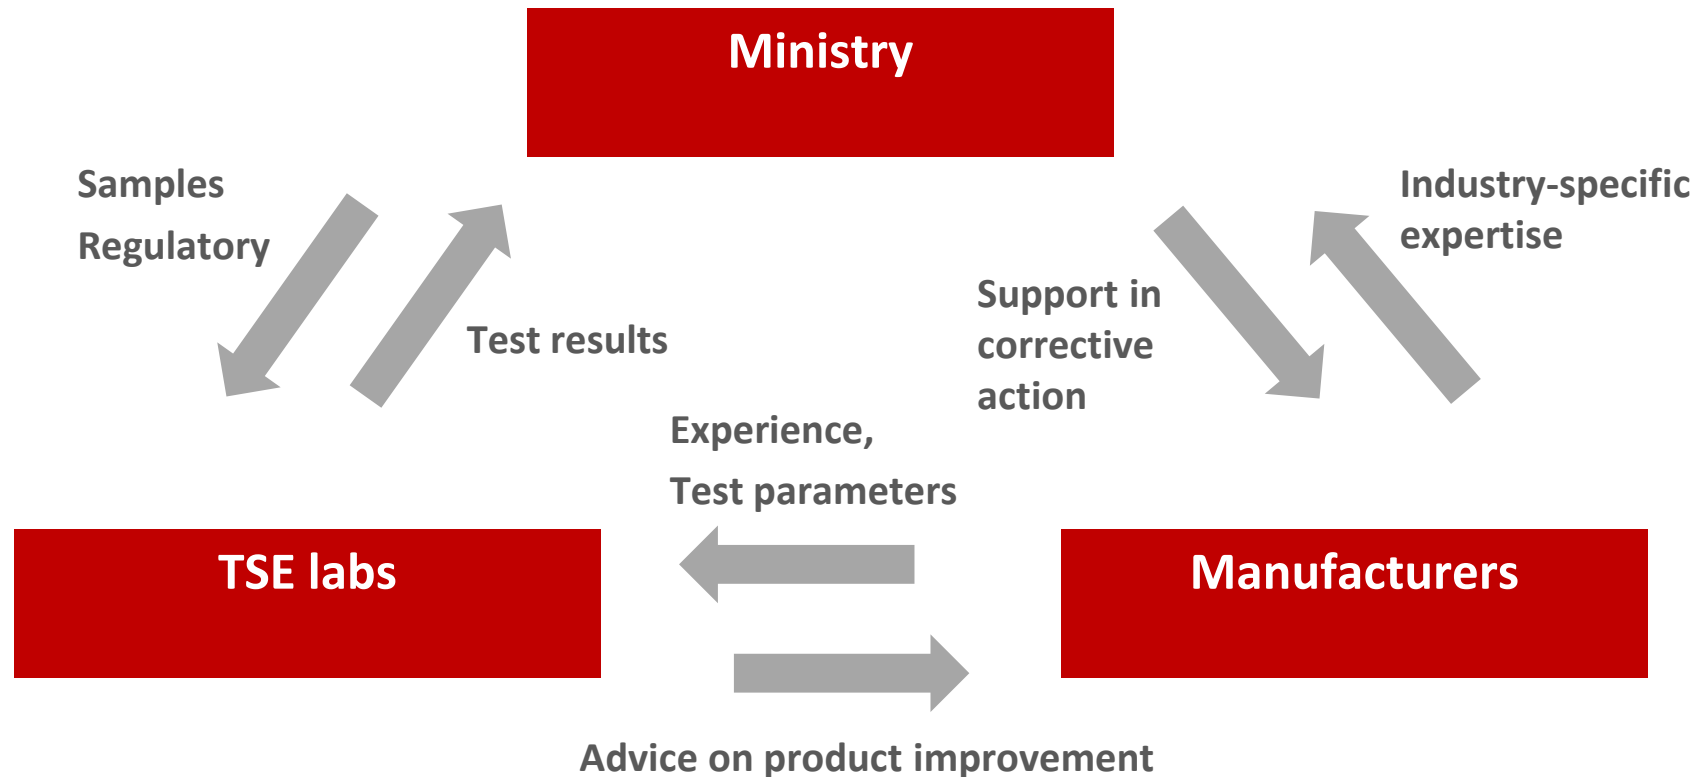 Ministry
Samples
Regulatory
Test results
Industry-specific
expertise
Support in
corrective
action
Experience,
Test parameters
TSE labs
Manufacturers
Advice on product improvement